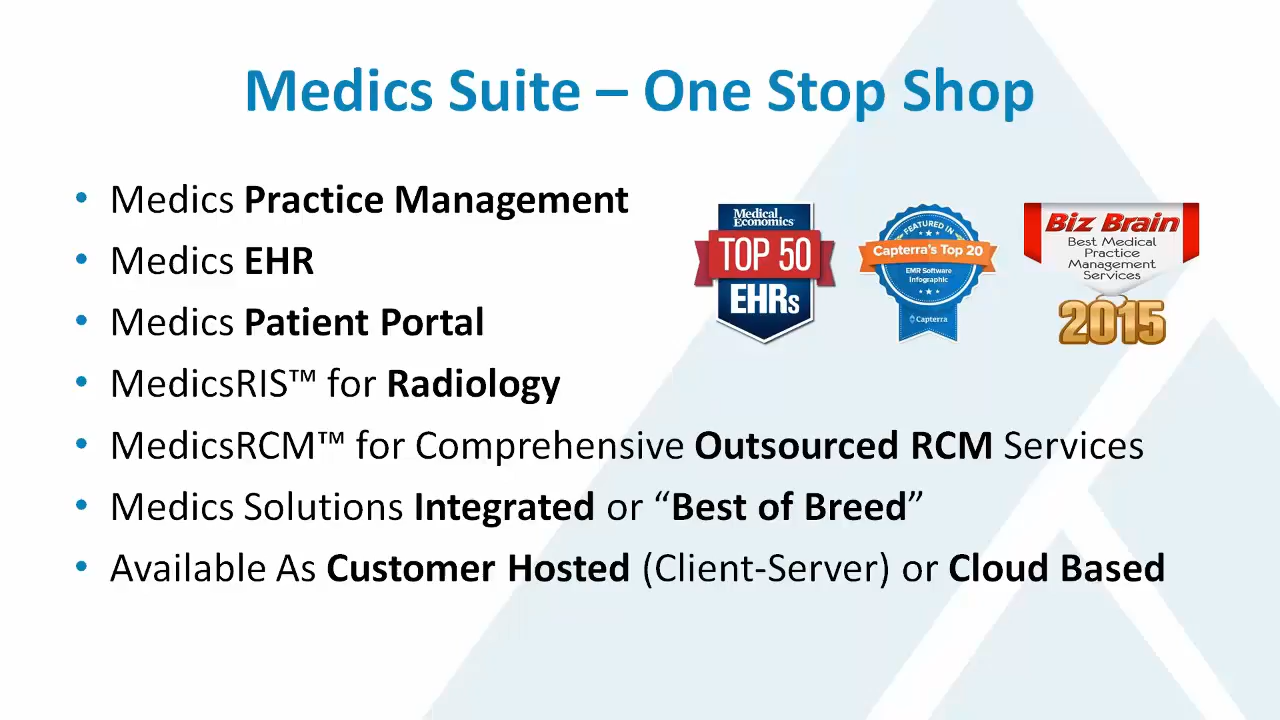 Medics Suite – One Stop Shop
• Medics Practice Management
• Medics EHR
• Medics Patient Portal
• MedicsRIS™ for Radiology
• MedicsRCM™ for Comprehensive Outsourced RCM Services
• Medics Solutions Integrated or “Best of Breed”
• Available As Customer Hosted (Client-Server) or Cloud Based
Medical
Economics
TOP 50
EHRs
FEATURED IN
Capterra's Top 20
EMR Software
Infographic
Capterra
Biz Brain
Best Medical
Practice
Management
Services
2015